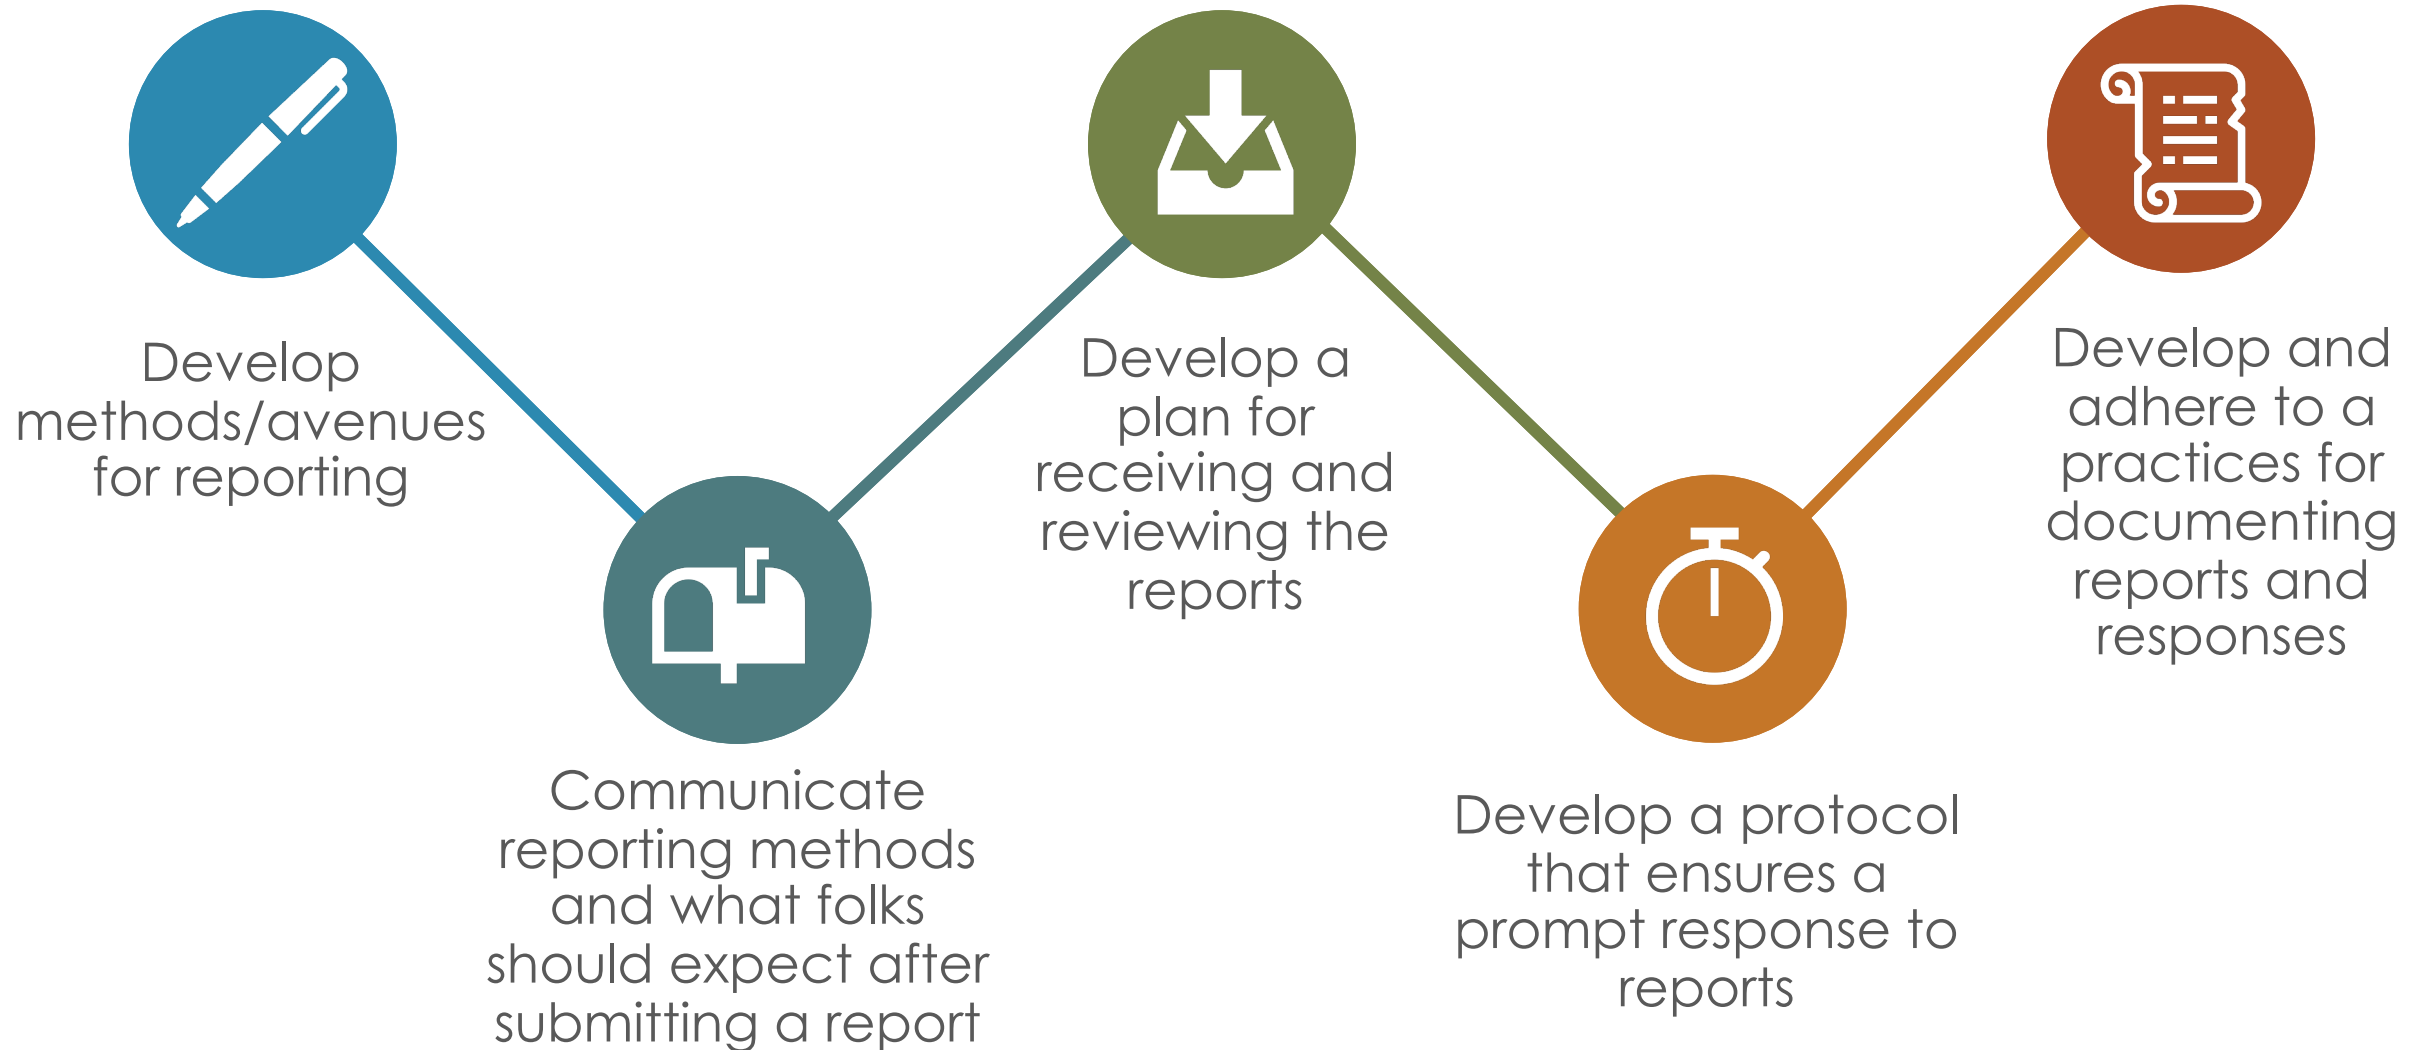 Develop
methods/avenues
for reporting
Communicate
reporting methods
and what folks
should expect after
submitting a report
Develop a
plan for
receiving and
reviewing the
reports
Develop a protocol
that ensures a
prompt response to
reports
Develop and
adhere to a
practices for
documenting
reports and
responses